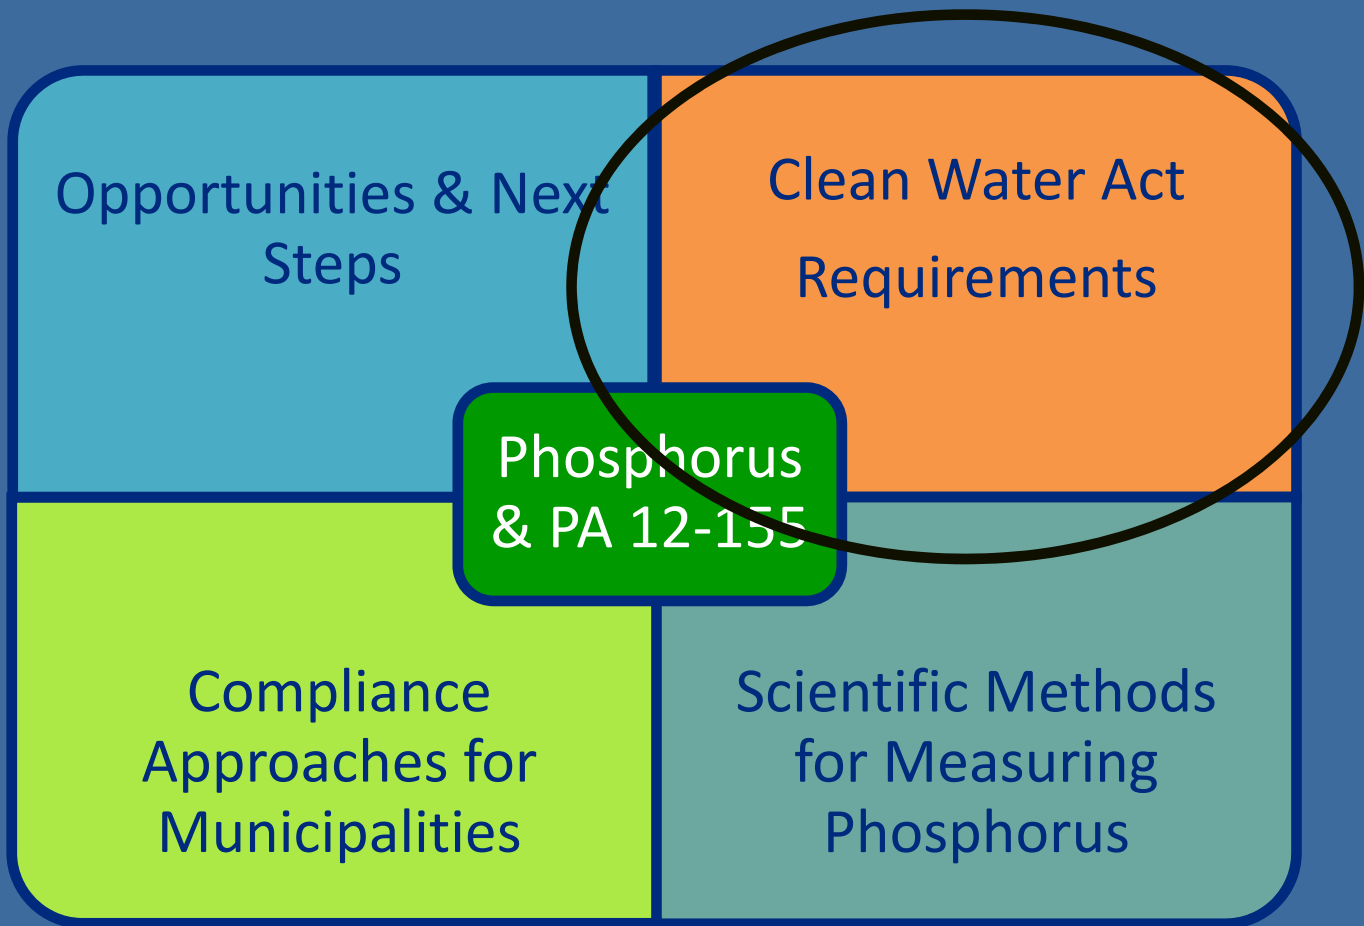 Opportunities & Next
Steps
Clean Water Act
Requirements
Phosphorus
& PA 12-155
Compliance
Approaches for
Municipalities
Scientific Methods
for Measuring
Phosphorus